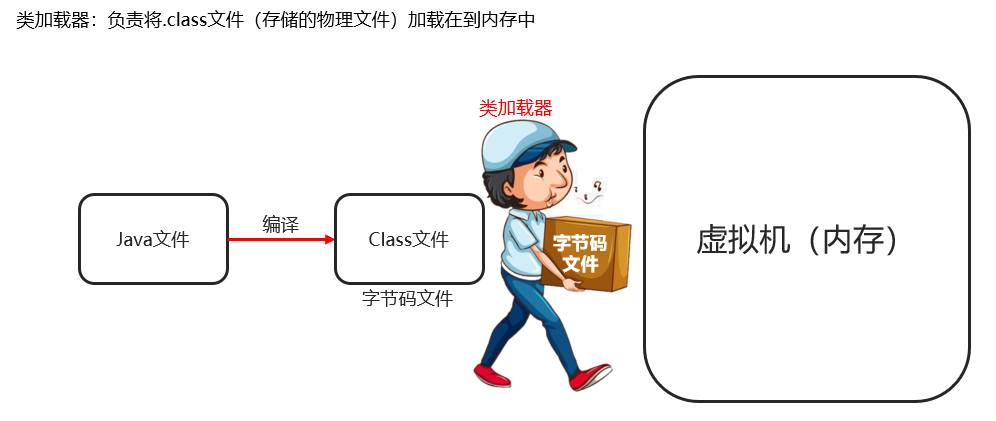 类加载器：负责将.class文件（存储的物理文件）加载在到内存中
类加载器
Java文件
编译
Class文件
字节码文件
字节码
文件
虚拟机（内存）